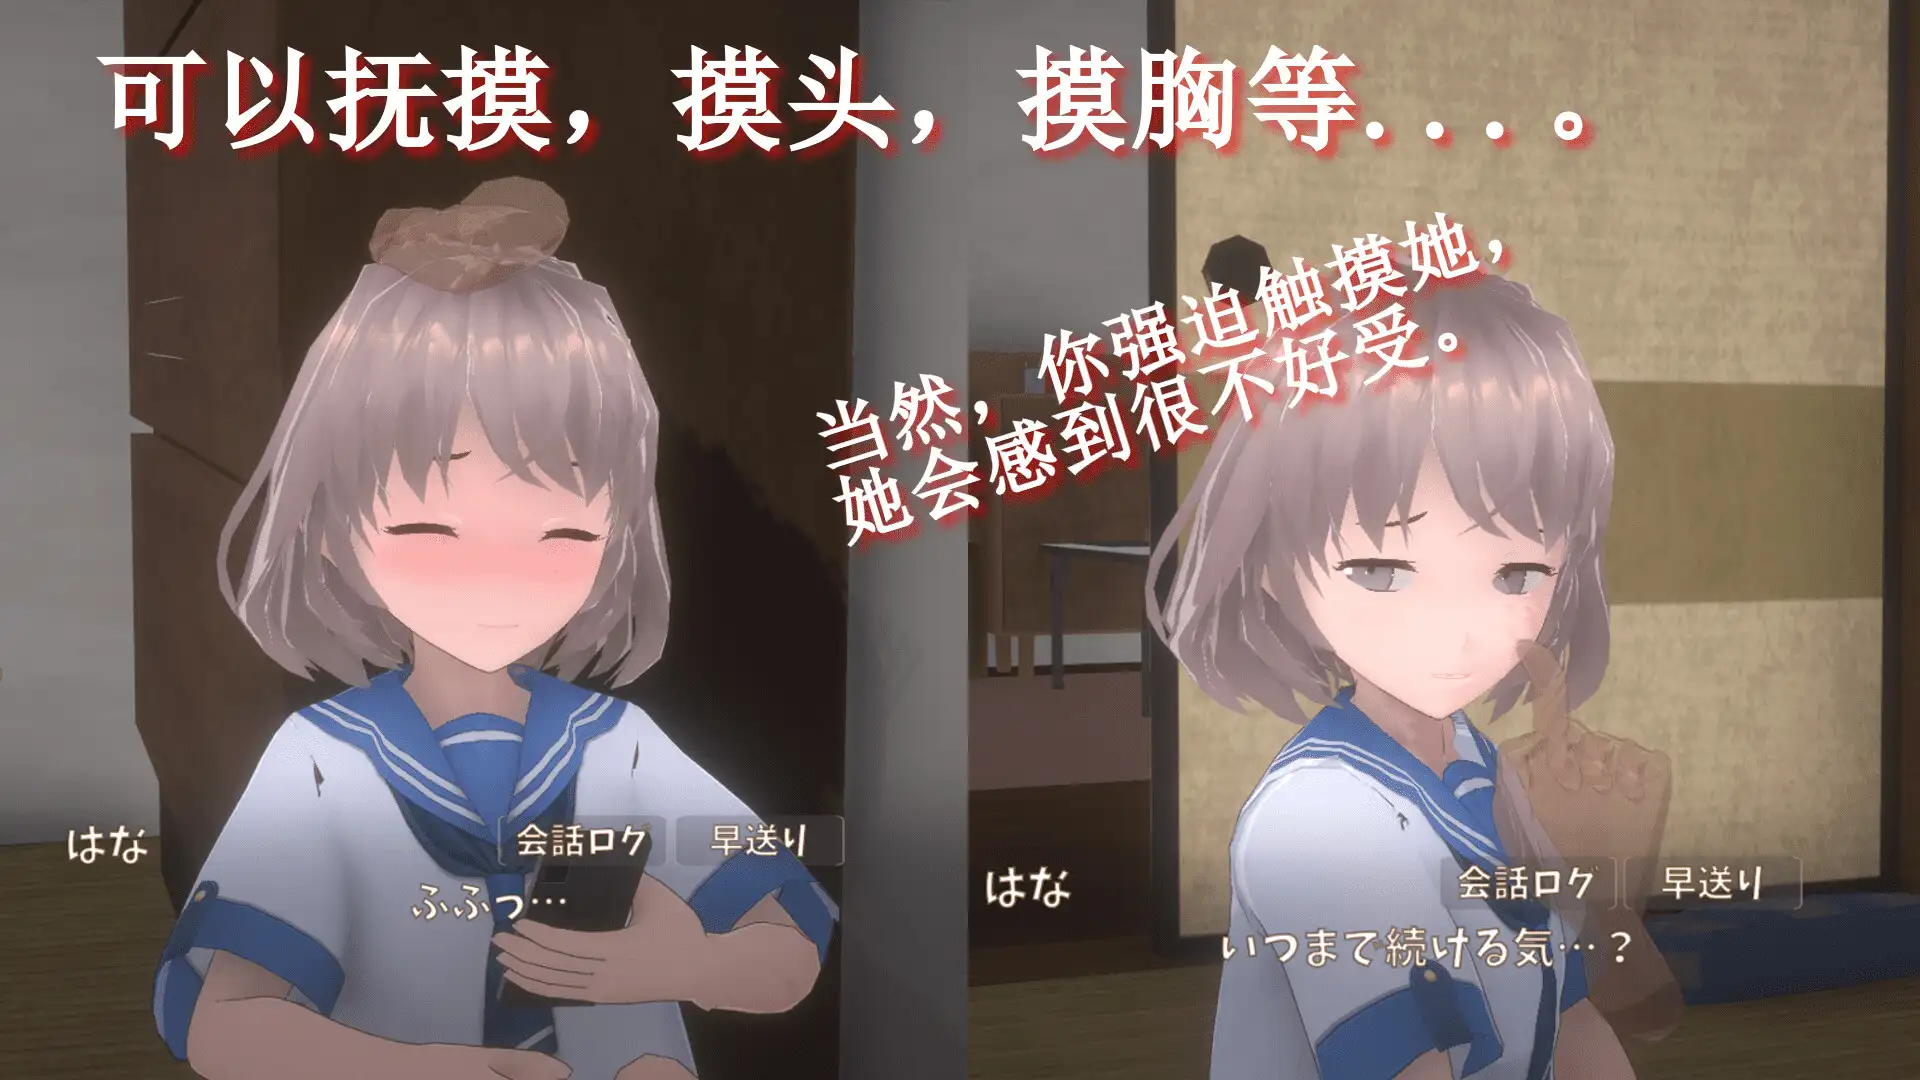 可以抚摸，摸头，摸胸等....。
当然，你强迫触摸她，
她会感到很不好受。
はな
会話ログ 早送り
ふふっ…
はな
会話ログ 早送り
いつまで続ける気…？